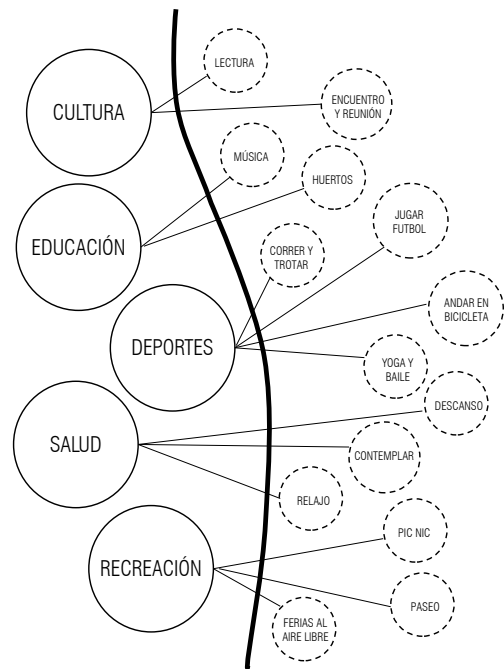 CULTURA
LECTURA
ENCUENTRO
Y REUNIÓN
EDUCACIÓN
MÚSICA
HUERTOS
DEPORTES
CORRER Y
TROTAR
JUGAR
FUTBOL
ANDAR EN
BICICLETA
YOGA Y
BAILE
SALUD
DESCANSO
CONTEMPLAR
RELAJO
RECREACIÓN
PIC NIC
PASEO
FERIAS AL
AIRE LIBRE